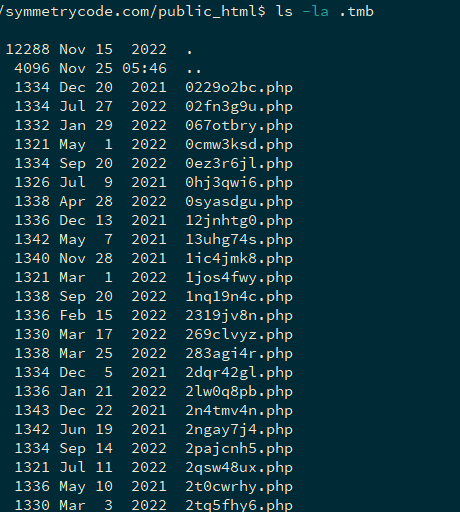 /symmetrycode.com/public_html$ ls -la .tmb
12288 Nov 15 2022 .
4096 Nov 25 05:46 ..
1334 Dec 20 2021 0229o2bc.php
1334 Jul 27 2022 02fn3g9u.php
1332 Jan 29 2022 067otbry.php
1321 May 1 2022 0cmw3ksd.php
1334 Sep 20 2022 0ez3r6jl.php
1326 Jul 9 2021 0hj3qwi6.php
1338 Apr 28 2022 0syasdgu.php
1336 Dec 13 2021 12jnhtg0.php
1342 May 7 2021 13uhg74s.php
1340 Nov 28 2021 1ic4jmk8.php
1321 Mar 1 2022 1jos4fwy.php
1338 Sep 20 2022 1nq19n4c.php
1336 Feb 15 2022 2319jv8n.php
1330 Mar 17 2022 269clvyz.php
1338 Mar 25 2022 283agi4r.php
1334 Dec 5 2021 2dqr42gl.php
1336 Jan 21 2022 2lw0q8pb.php
1343 Dec 22 2021 2n4tmv4n.php
1342 Jun 19 2021 2ngay7j4.php
1334 Sep 14 2022 2pajcnh5.php
1321 Jul 11 2022 2qsw48ux.php
1336 May 10 2021 2t0cwrhy.php
1330 Mar 3 2022 2tq5fhy6.php